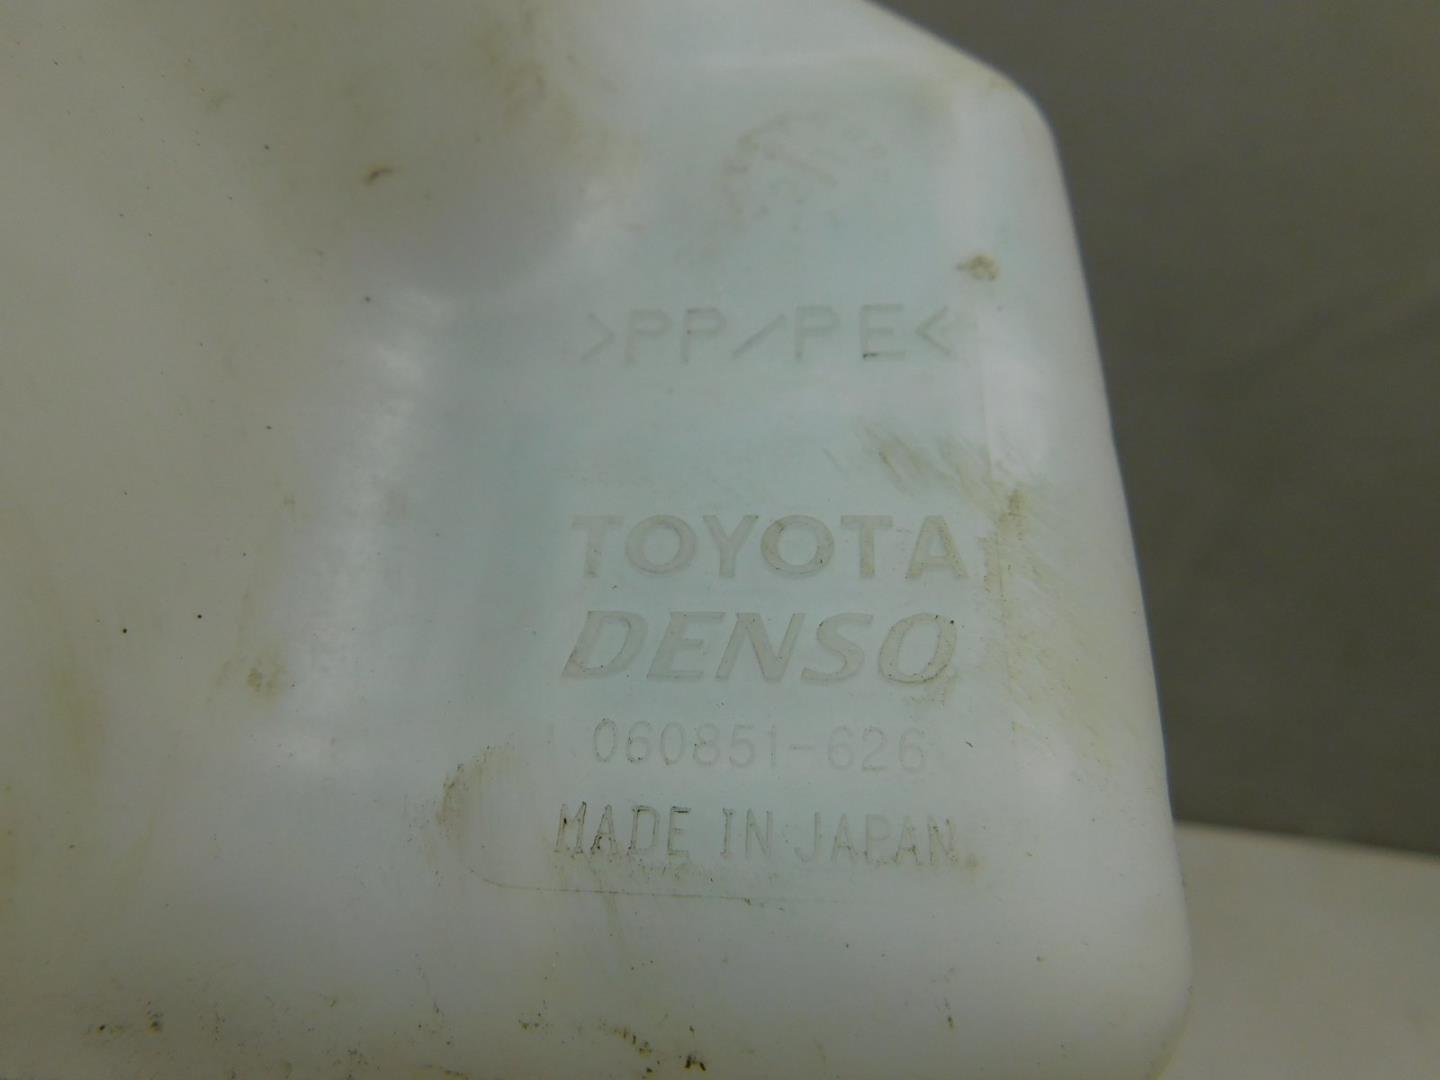 >PP/PE<
TOYOTA
DENSO
060851-626
MADE IN JAPAN